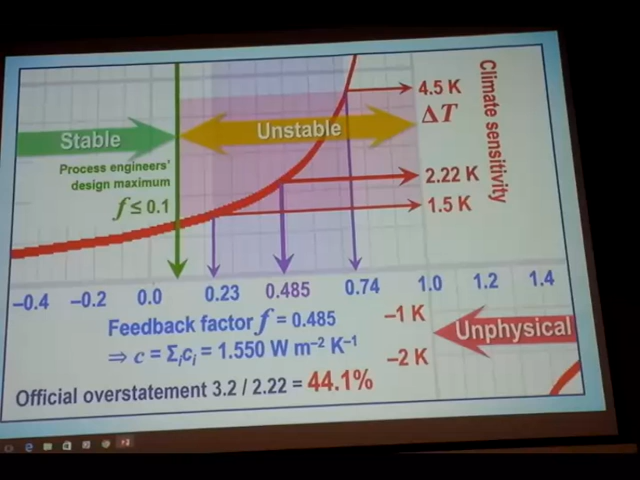 4.5 K
ΔT
Climate sensitivity
Stable
Unstable
Process engineers'
design maximum
f ≤ 0.1
2.22 K
1.5 K
–0.4 –0.2 0.0 0.23 0.485 0.74 1.0 1.2 1.4
Feedback factor f = 0.485
–1 K
Unphysical
⇒ c = Σᵢcᵢ = 1.550 W m⁻² K⁻¹
–2 K
Official overstatement 3.2 / 2.22 = 44.1%